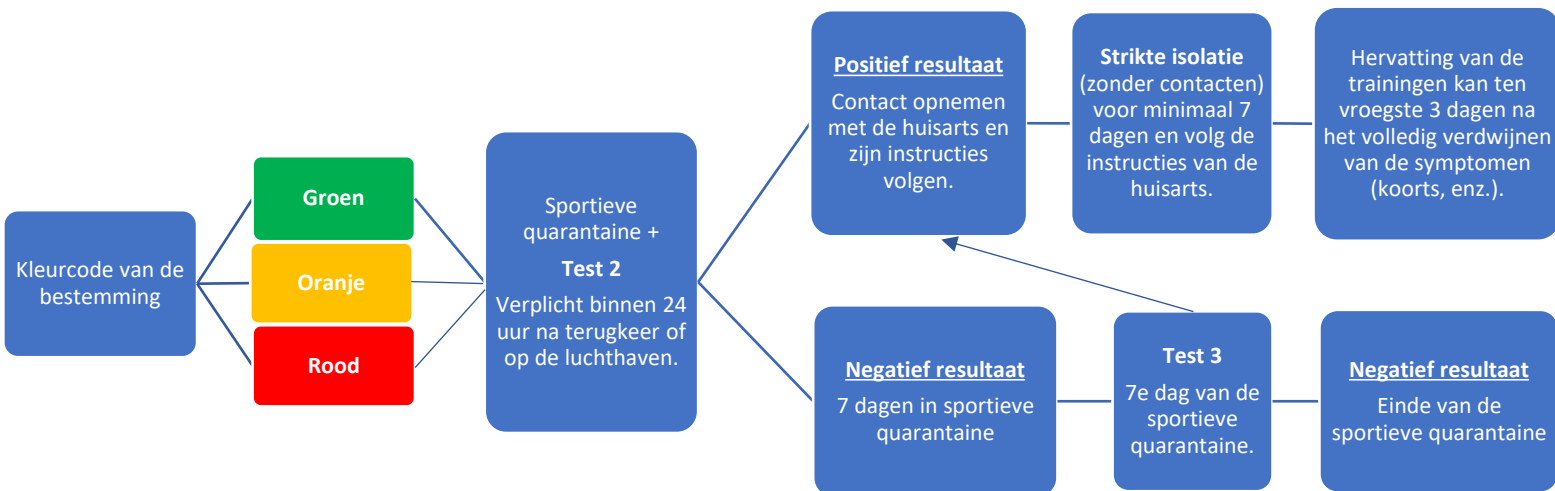 Kleurcode van de
bestemming
Groen
Oranje
Rood
Sportieve
quarantaine +
Test 2
Verplicht binnen 24
uur na terugkeer of
op de luchthaven.
Positief resultaat
Contact opnemen
met de huisarts en
zijn instructies
volgen.
Strikte isolatie
(zonder contacten)
voor minimaal 7
dagen en volg de
instructies van de
huisarts.
Hervatting van de
trainingen kan ten
vroegste 3 dagen na
het volledig verdwijnen
van de symptomen
(koorts, enz.).
Negatief resultaat
7 dagen in sportieve
quarantaine
Test 3
7e dag van de
sportieve
quarantaine.
Negatief resultaat
Einde van de
sportieve quarantaine